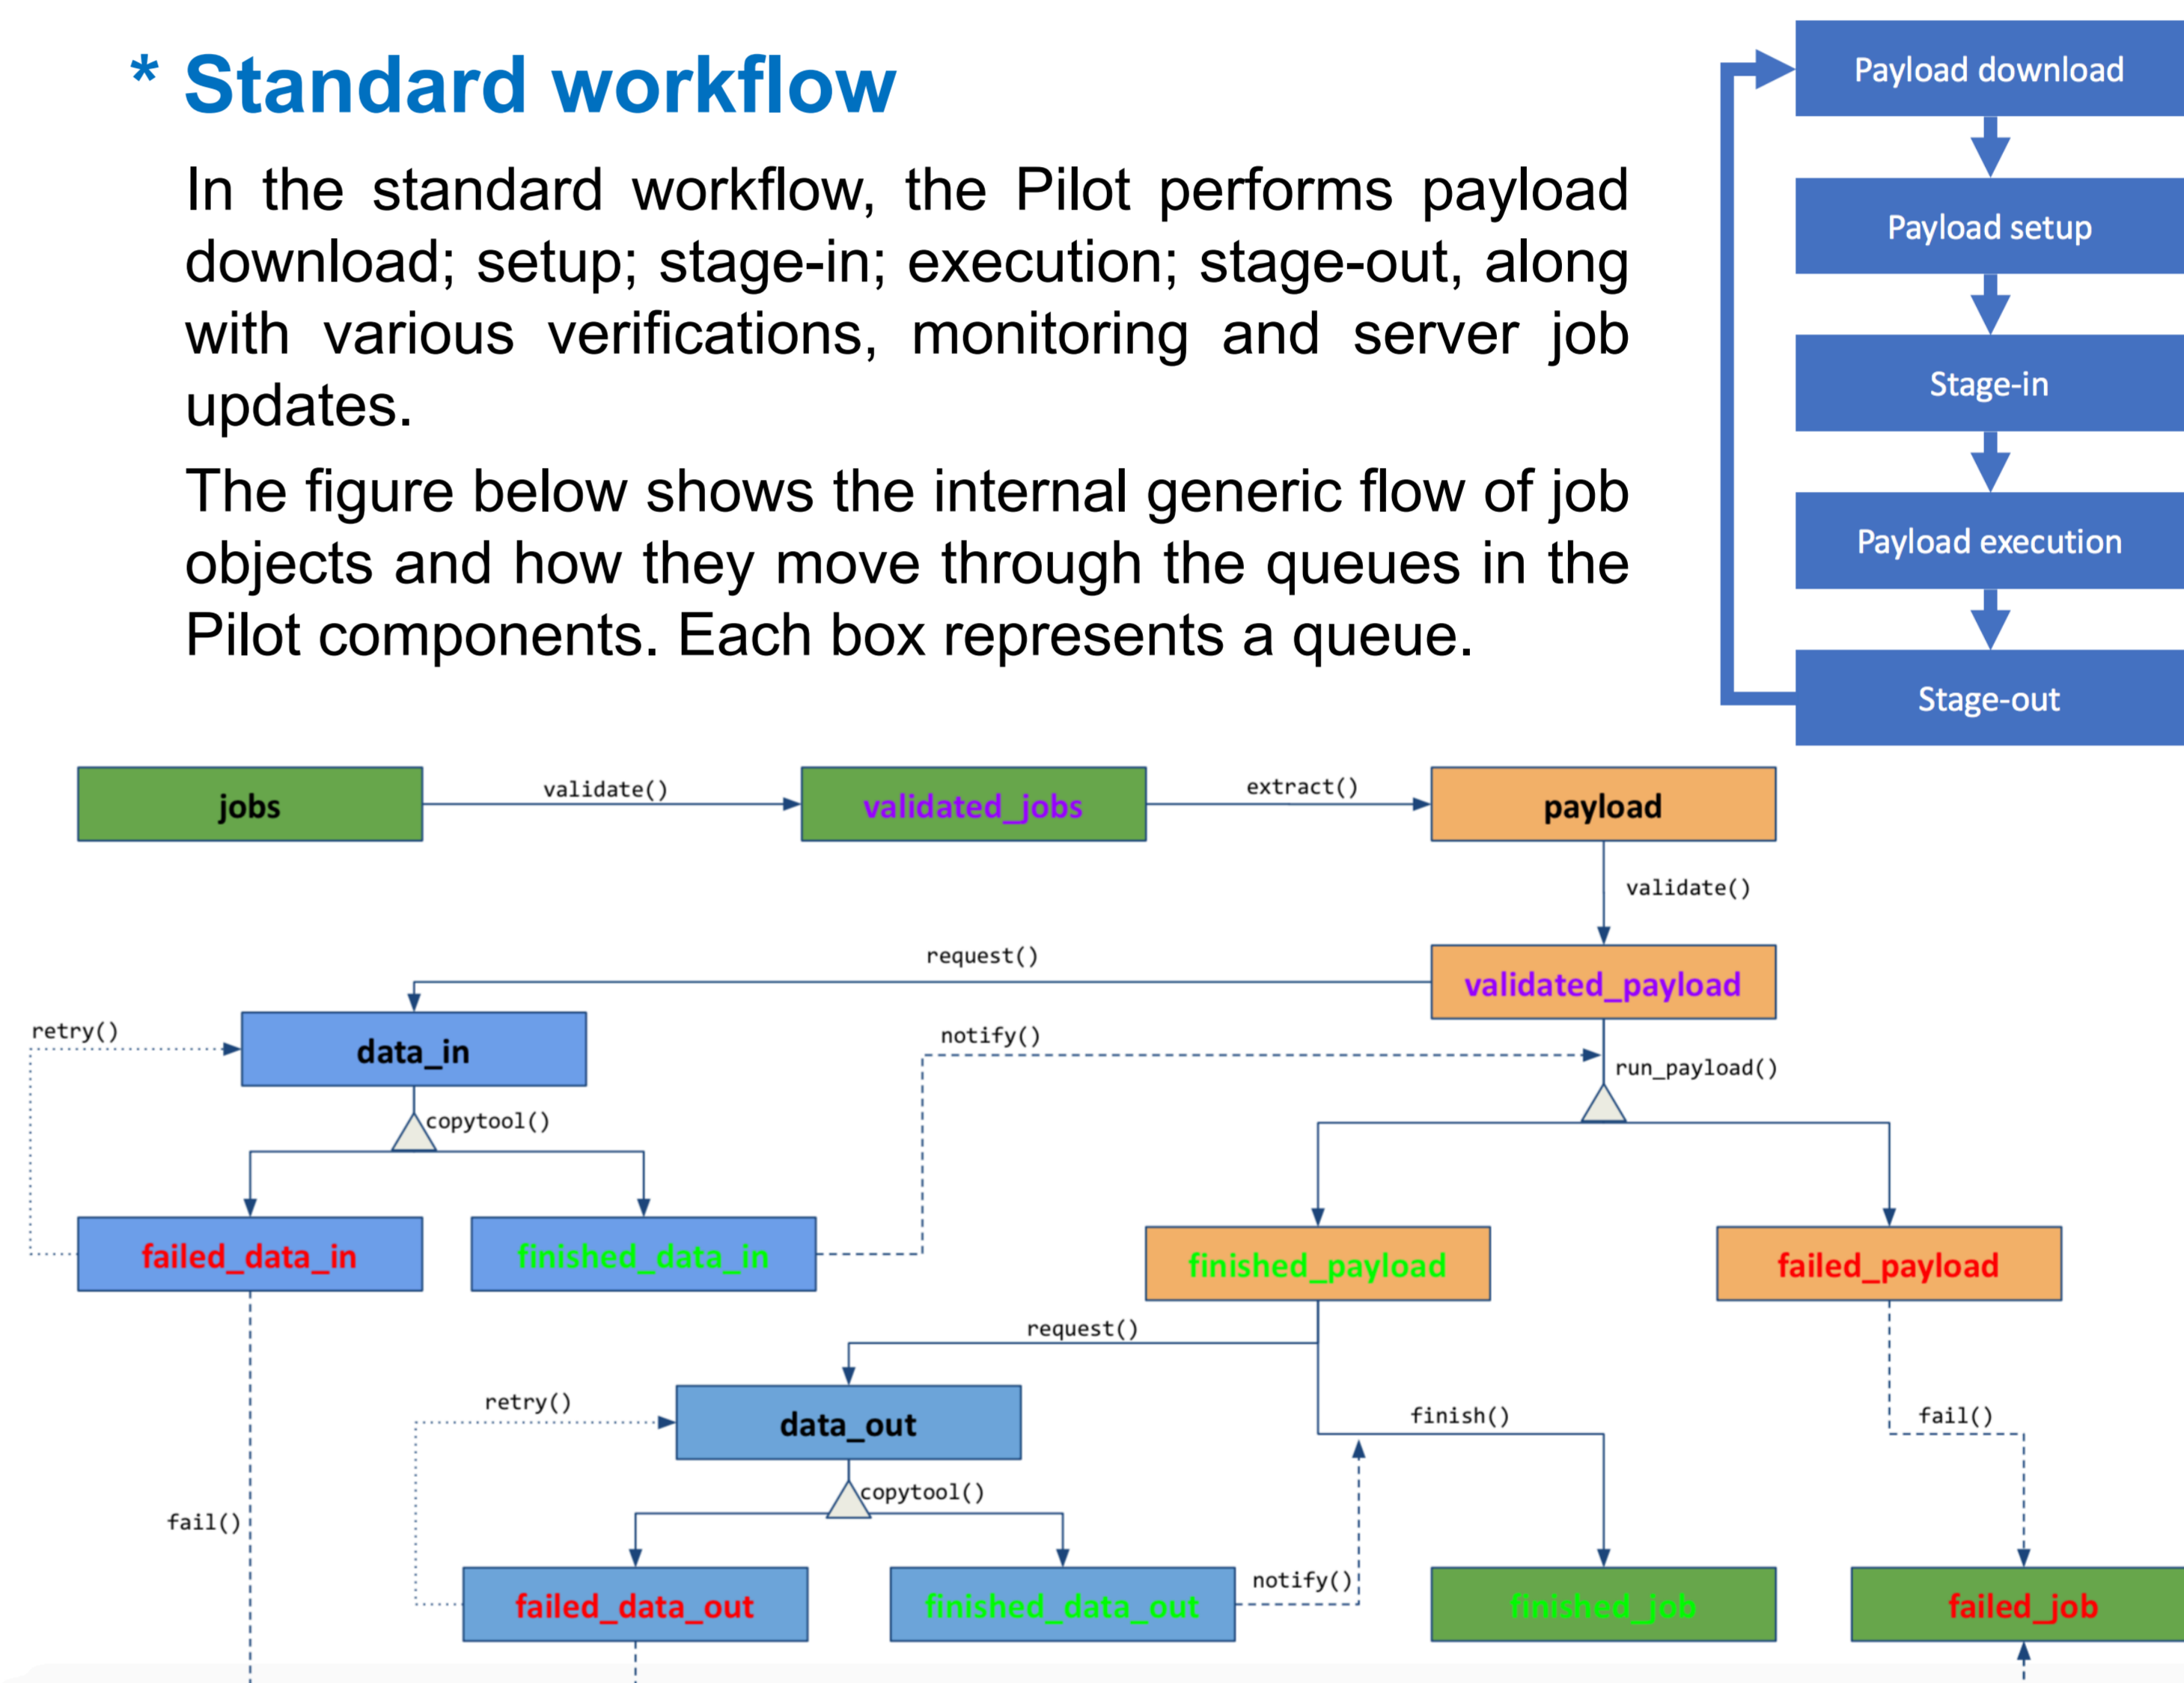 * Standard workflow
In the standard workflow, the Pilot performs payload
download; setup; stage-in; execution; stage-out, along
with various verifications, monitoring and server job
updates.
The figure below shows the internal generic flow of job
objects and how they move through the queues in the
Pilot components. Each box represents a queue.
Payload download
Payload setup
Stage-in
Payload execution
Stage-out
jobs
validate()
validated_jobs
extract()
payload
validate()
request()
validated_payload
retry()
data_in
notify()
run_payload()
copytool()
failed_data_in
finished_data_in
finished_payload
failed_payload
request()
retry()
data_out
finish()
fail()
copytool()
fail()
failed_data_out
finished_data_out
notify()
finished_job
failed_job